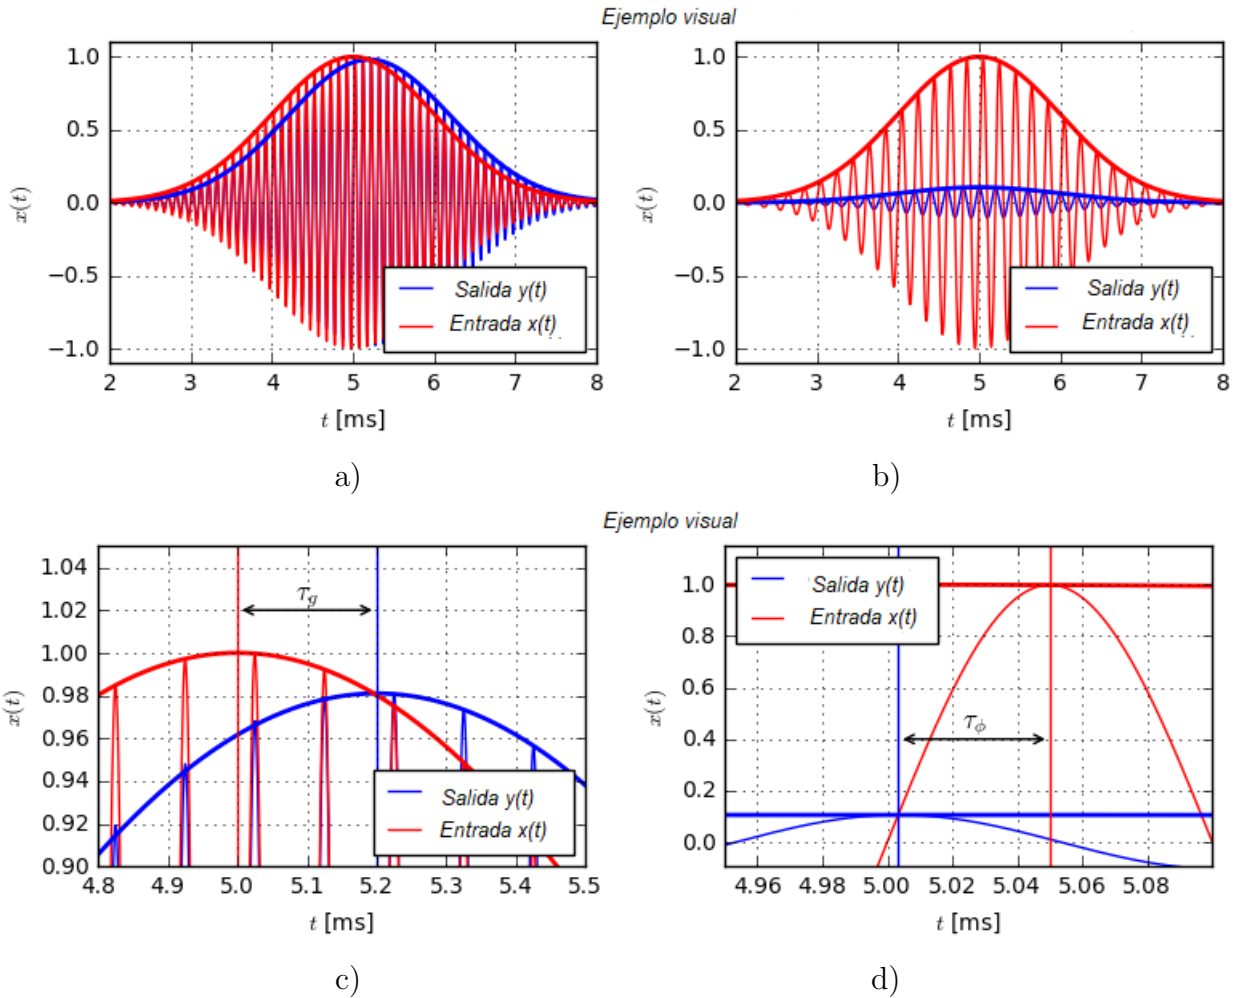 Ejemplo visual
1.0
0.5
0.0
−0.5
−1.0
x(t)
2 3 4 5 6 7 8
t [ms]
Salida y(t)
Entrada x(t)
a)
1.0
0.5
0.0
−0.5
−1.0
x(t)
2 3 4 5 6 7 8
t [ms]
Salida y(t)
Entrada x(t)
b)
Ejemplo visual
1.04
1.02
1.00
0.98
0.96
0.94
0.92
0.90
x(t)
τg
4.8 4.9 5.0 5.1 5.2 5.3 5.4 5.5
t [ms]
Salida y(t)
Entrada x(t)
c)
Salida y(t)
Entrada x(t)
1.0
0.8
0.6
0.4
0.2
0.0
x(t)
τϕ
4.96 4.98 5.00 5.02 5.04 5.06 5.08
t [ms]
d)